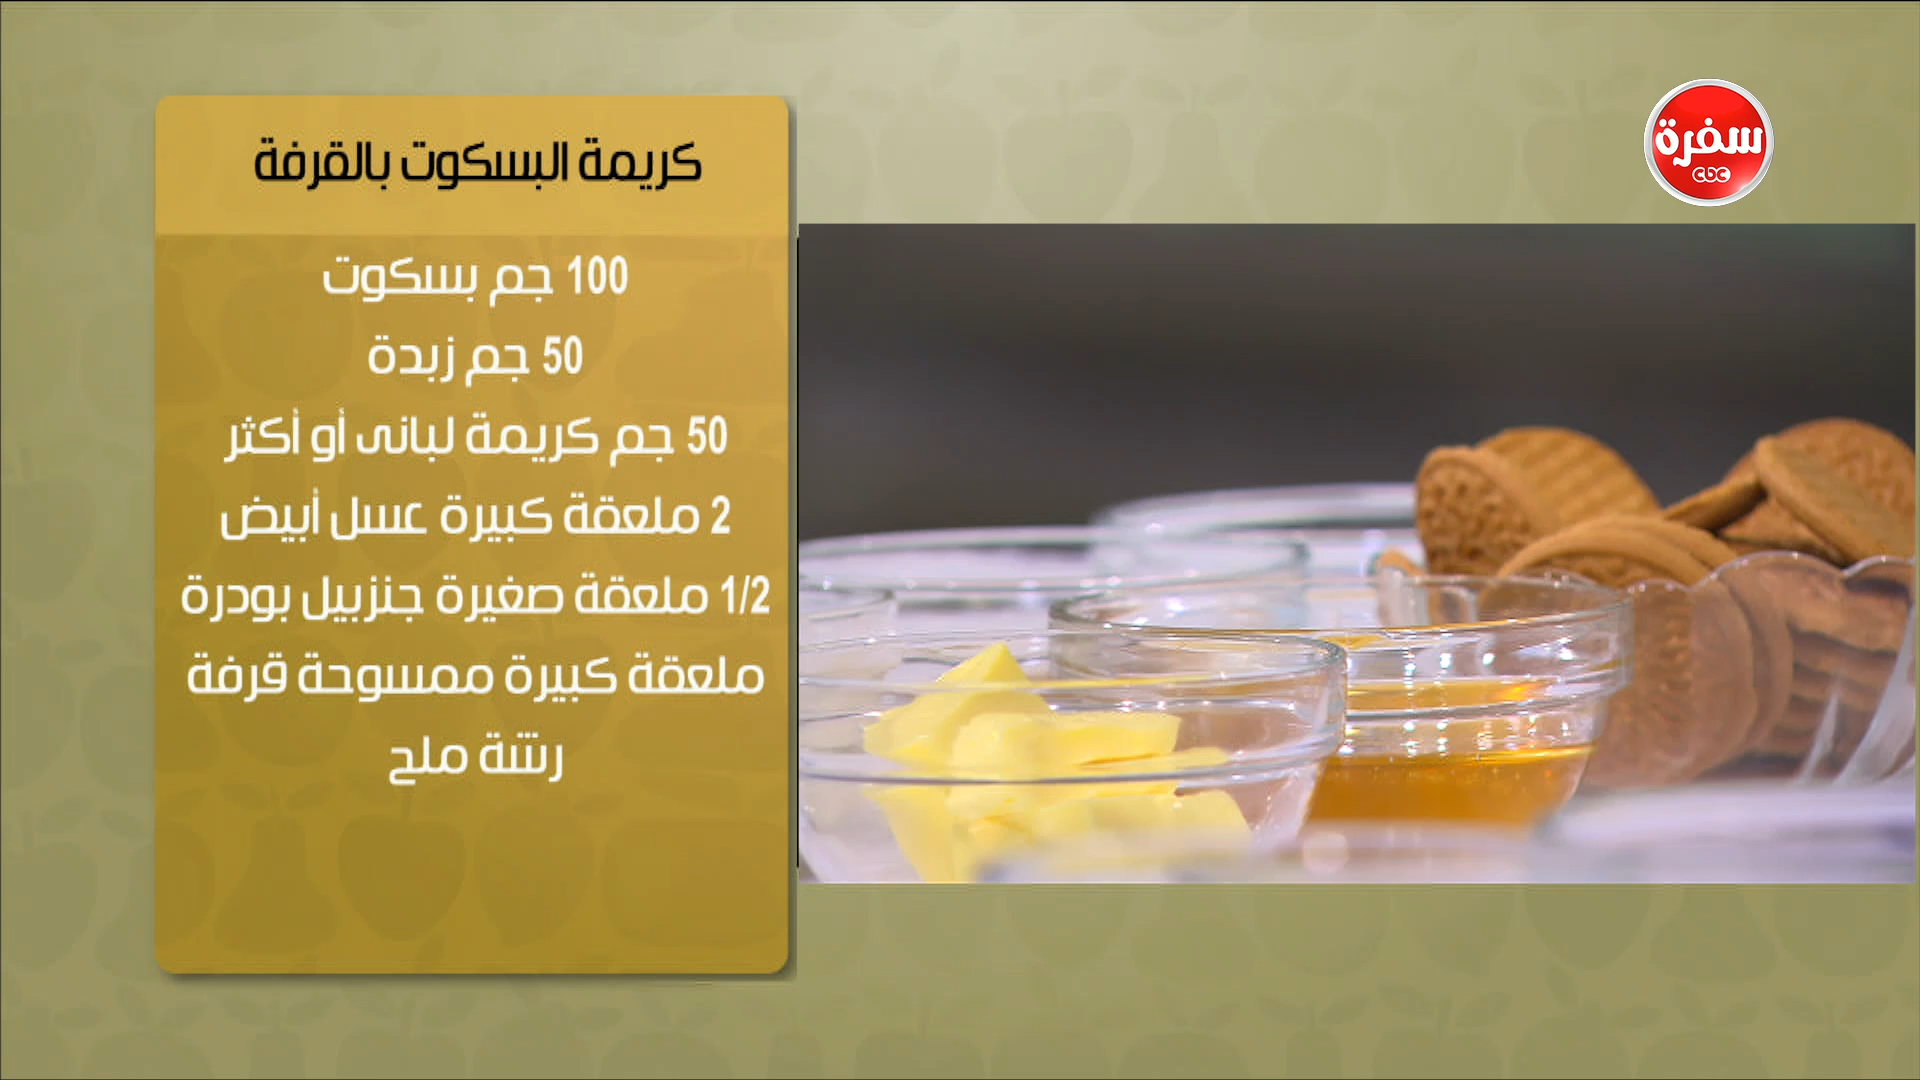 كريمة البسكوت بالقرفة
100 جم بسكوت
50 جم زبدة
50 جم كريمة لبانى أو أكثر
2 ملعقة كبيرة عسل أبيض
1/2 ملعقة صغيرة جنزبيل بودرة
ملعقة كبيرة ممسوحة قرفة
رشة ملح
سفرة
cbc